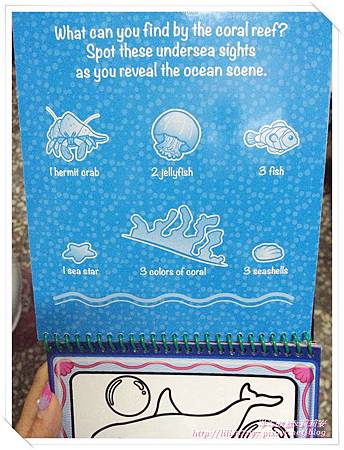 What can you find by the coral reef?
Spot these undersea sights
as you reveal the ocean scene.
1 hermit crab
2 jellyfish
3 fish
1 sea star
3 colors of coral
3 seashells